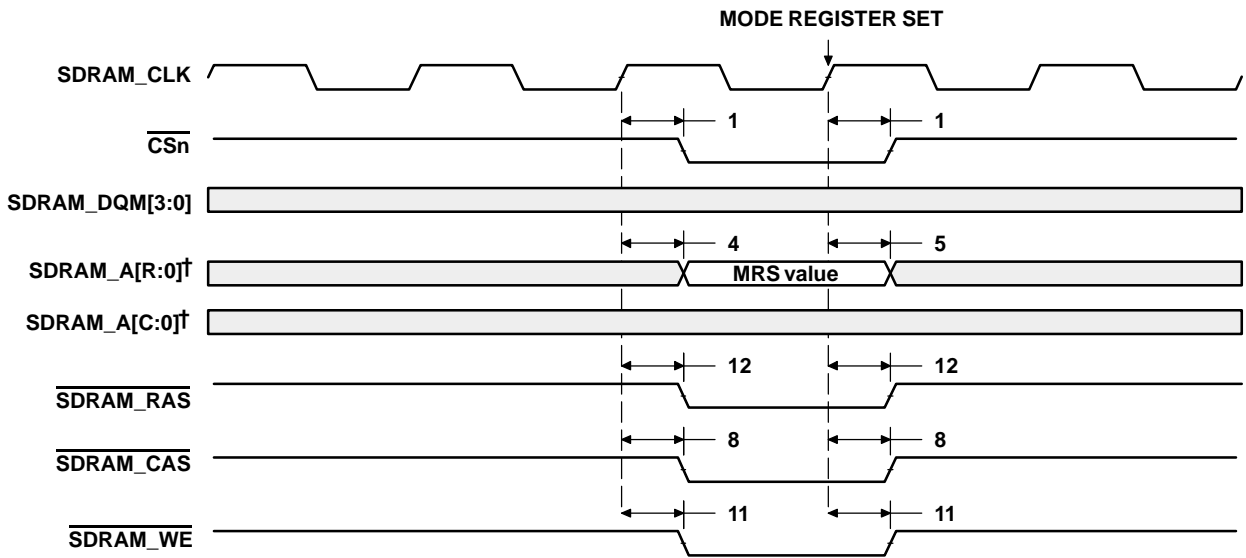 MODE REGISTER SET
SDRAM_CLK
1 1
CSn
SDRAM_DQM[3:0]
4 5
SDRAM_A[R:0]†
MRS value
SDRAM_A[C:0]†
12 12
SDRAM_RAS
8 8
SDRAM_CAS
11 11
SDRAM_WE